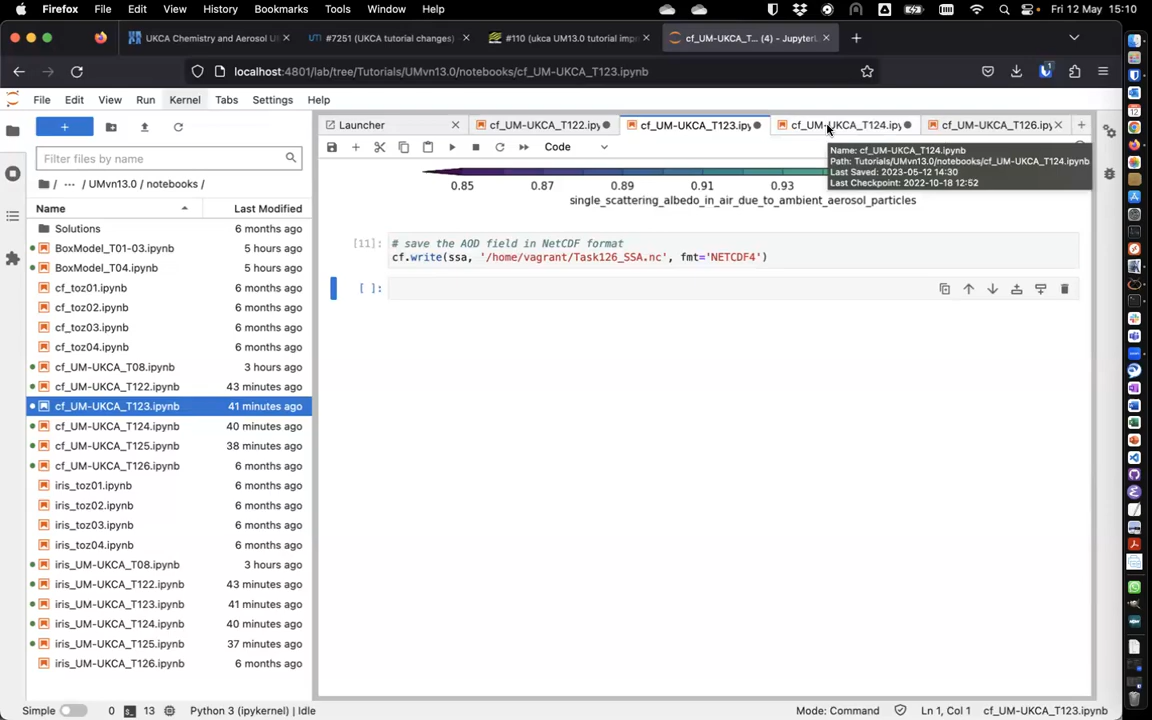 Firefox File Edit View History Bookmarks Tools Window Help Fri 12 May 15:10
UKCA Chemistry and Aerosol U
#7251 (UKCA tutorial changes)
#110 (ukca UM13.0 tutorial imp
cf_UM-UKCA_T... (4) - JupyterL
localhost:4801/lab/tree/Tutorials/UMvn13.0/notebooks/cf_UM-UKCA_T123.ipynb
File Edit View Run Kernel Tabs Settings Help
Launcher
cf_UM-UKCA_T122.ipy
cf_UM-UKCA_T123.ipy
cf_UM-UKCA_T124.ipy
cf_UM-UKCA_T126.ipy
Code
Filter files by name
/ ... / UMvn13.0 / notebooks /
Name Last Modified
Solutions 6 months ago
BoxModel_T01-03.ipynb 5 hours ago
BoxModel_T04.ipynb 5 hours ago
cf_toz01.ipynb 6 months ago
cf_toz02.ipynb 6 months ago
cf_toz03.ipynb 6 months ago
cf_toz04.ipynb 6 months ago
cf_UM-UKCA_T08.ipynb 3 hours ago
cf_UM-UKCA_T122.ipynb 43 minutes ago
cf_UM-UKCA_T123.ipynb 41 minutes ago
cf_UM-UKCA_T124.ipynb 40 minutes ago
cf_UM-UKCA_T125.ipynb 38 minutes ago
cf_UM-UKCA_T126.ipynb 6 months ago
iris_toz01.ipynb 6 months ago
iris_toz02.ipynb 6 months ago
iris_toz03.ipynb 6 months ago
iris_toz04.ipynb 6 months ago
iris_UM-UKCA_T08.ipynb 3 hours ago
iris_UM-UKCA_T122.ipynb 43 minutes ago
iris_UM-UKCA_T123.ipynb 41 minutes ago
iris_UM-UKCA_T124.ipynb 40 minutes ago
iris_UM-UKCA_T125.ipynb 37 minutes ago
iris_UM-UKCA_T126.ipynb 6 months ago
Name: cf_UM-UKCA_T124.ipynb
Path: Tutorials/UMvn13.0/notebooks/cf_UM-UKCA_T124.ipynb
Last Saved: 2023-05-12 14:30
Last Checkpoint: 2022-10-18 12:52
0.85 0.87 0.89 0.91 0.93
single_scattering_albedo_in_air_due_to_ambient_aerosol_particles
[11]: # save the AOD field in NetCDF format
cf.write(ssa, '/home/vagrant/Task126_SSA.nc', fmt='NETCDF4')
[ ]:
Simple 0 13 Python 3 (ipykernel) | Idle Mode: Command Ln 1, Col 1 cf_UM-UKCA_T123.ipynb